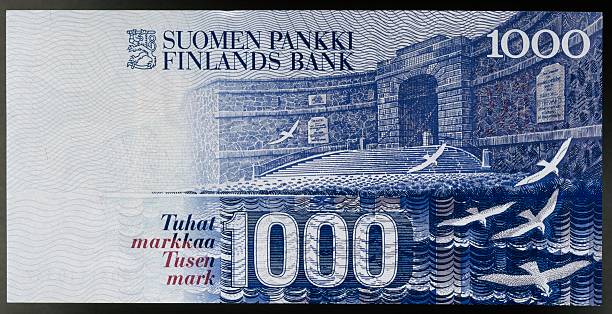 SUOMEN PANKKI
FINLANDS BANK
1000
Tuhat
markkaa
Tusen
mark
1000